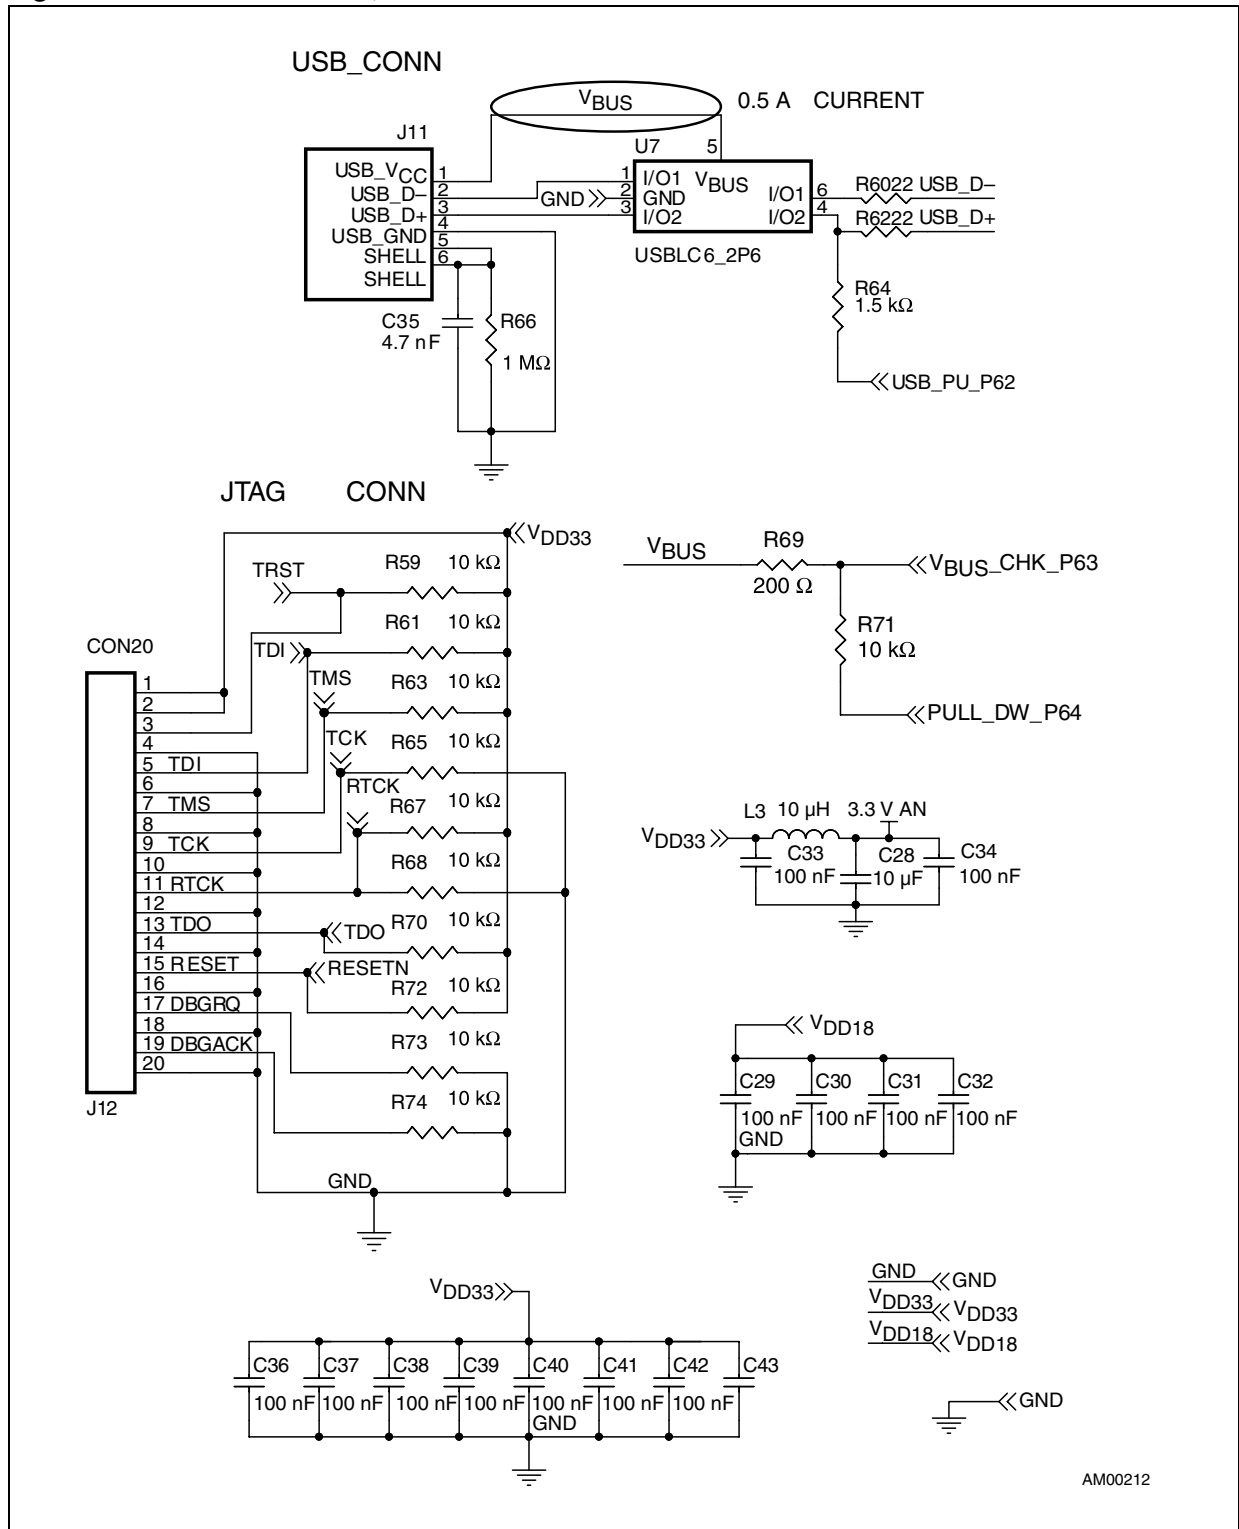 USB_CONN
VBUS
0.5 A CURRENT
J11
U7
5
USB_VCC 1
USB_D– 2
USB_D+ 3
USB_GND 4
SHELL 5
6
SHELL
1 I/O1 VBUS
GND 2 GND
3 I/O2
I/O1 6 R6022 USB_D–
I/O2 4 R6222 USB_D+
USBLC6_2P6
R64
1.5 kΩ
C35
4.7 nF
R66
1 MΩ
USB_PU_P62
JTAG CONN
VDD33
R59 10 kΩ
TRST
R61 10 kΩ
TDI
R63 10 kΩ
TMS
R65 10 kΩ
TCK
R67 10 kΩ
RTCK
R68 10 kΩ
R70 10 kΩ
TDO
RESETN
R72 10 kΩ
R73 10 kΩ
R74 10 kΩ
CON20
1
2
3
4
5 TDI
6
7 TMS
8
9 TCK
10
11 RTCK
12
13 TDO
14
15 RESET
16
17 DBGRQ
18
19 DBGACK
20
J12
GND
VBUS
R69
200 Ω
VBUS_CHK_P63
R71
10 kΩ
PULL_DW_P64
L3 10 µH 3.3 V AN
VDD33
C33
100 nF
C28
10 µF
C34
100 nF
VDD18
C29 C30 C31 C32
100 nF 100 nF 100 nF 100 nF
GND
VDD33
C36 C37 C38 C39 C40 C41 C42 C43
100 nF 100 nF 100 nF 100 nF 100 nF 100 nF 100 nF
GND
GND GND
VDD33 VDD33
VDD18 VDD18
GND
AM00212